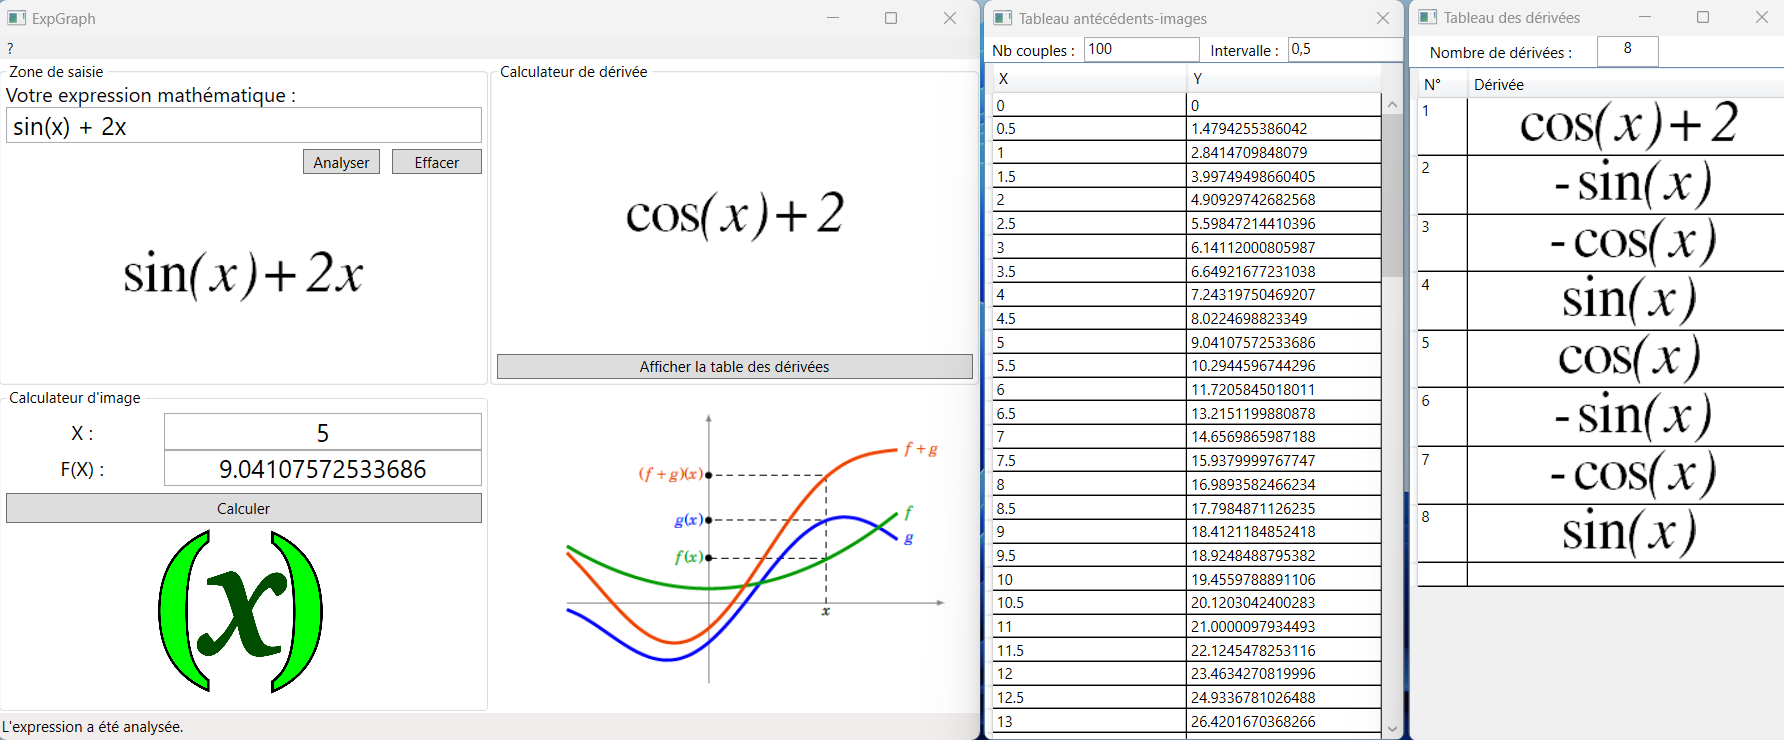 ExpGraph
?
Zone de saisie
Votre expression mathématique :
sin(x) + 2x
Analyser Effacer
sin(x)+2x
Calculateur de dérivée
cos(x)+2
Afficher la table des dérivées
Calculateur d'image
X : 5
F(X) : 9.04107572533686
Calculer
(x)
(f+g)(x)
g(x)
f(x)
f+g
f
g
x
L'expression a été analysée.
Tableau antécédents-images
Nb couples : 100 Intervalle : 0,5
X Y
0 0
0.5 1.4794255386042
1 2.8414709848079
1.5 3.99749498660405
2 4.90929742682568
2.5 5.59847214410396
3 6.14112000805987
3.5 6.64921677231038
4 7.24319750469207
4.5 8.0224698823349
5 9.04107572533686
5.5 10.2944596744296
6 11.7205845018011
6.5 13.2151199880878
7 14.6569865987188
7.5 15.9379999767747
8 16.9893582466234
8.5 17.7984871126235
9 18.4121184852418
9.5 18.9248488795382
10 19.4559788891106
10.5 20.1203042400283
11 21.0000097934493
11.5 22.1245478253116
12 23.4634270819996
12.5 24.9336781026488
13 26.4201670368266
Tableau des dérivées
Nombre de dérivées : 8
N° Dérivée
1 cos(x)+2
2 -sin(x)
3 -cos(x)
4 sin(x)
5 cos(x)
6 -sin(x)
7 -cos(x)
8 sin(x)